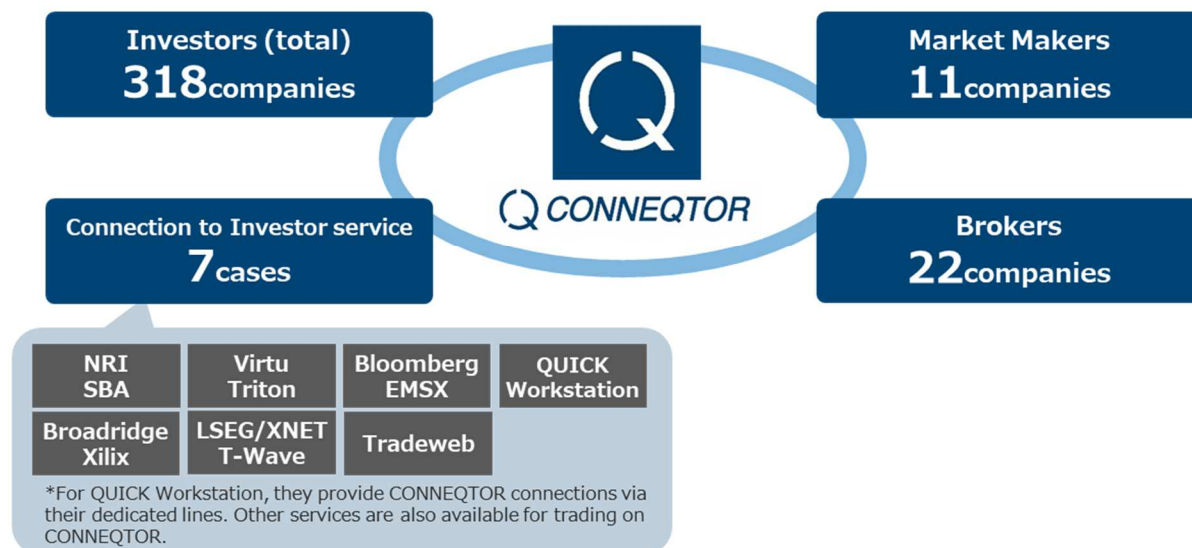 Investors (total)
318companies
Market Makers
11companies
Q CONNEQTOR
Connection to Investor service
7cases
Brokers
22companies
NRI
SBA
Virtu
Triton
Bloomberg
EMSX
QUICK
Workstation
Broadridge
Xilix
LSEG/XNET
T-Wave
Tradeweb
*For QUICK Workstation, they provide CONNEQTOR connections via
their dedicated lines. Other services are also available for trading on
CONNEQTOR.